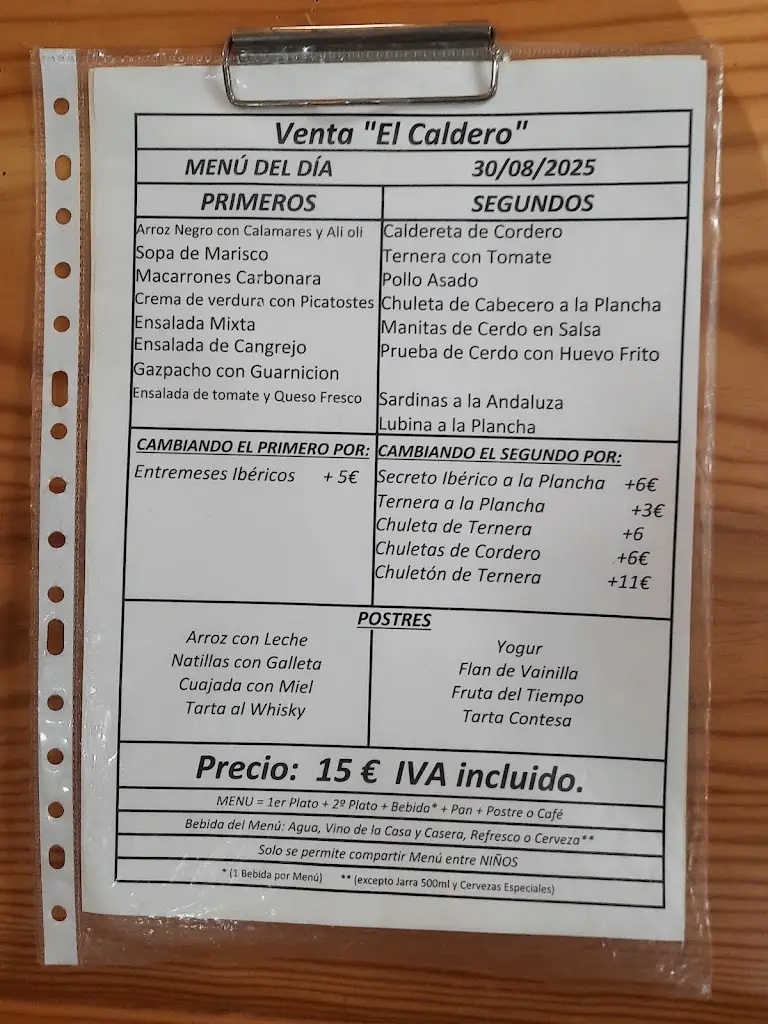 Venta "El Caldero"
MENÚ DEL DÍA 30/08/2025
PRIMEROS
Arroz Negro con Calamares y Ali oli
Sopa de Marisco
Macarrones Carbonara
Crema de verdura con Picatostes
Ensalada Mixta
Ensalada de Cangrejo
Gazpacho con Guarnicion
Ensalada de tomate y Queso Fresco
SEGUNDOS
Caldereta de Cordero
Ternera con Tomate
Pollo Asado
Chuleta de Cabecero a la Plancha
Manitas de Cerdo en Salsa
Prueba de Cerdo con Huevo Frito
Sardinas a la Andaluza
Lubina a la Plancha
CAMBIANDO EL PRIMERO POR:
Entremeses Ibéricos + 5€
CAMBIANDO EL SEGUNDO POR:
Secreto Ibérico a la Plancha +6€
Ternera a la Plancha +3€
Chuleta de Ternera +6
Chuletas de Cordero +6€
Chuletón de Ternera +11€
POSTRES
Arroz con Leche
Natillas con Galleta
Cuajada con Miel
Tarta al Whisky
Yogur
Flan de Vainilla
Fruta del Tiempo
Tarta Contesa
Precio: 15 € IVA incluido.
MENU = 1er Plato + 2º Plato + Bebida* + Pan + Postre o Café
Bebida del Menú: Agua, Vino de la Casa y Casera, Refresco o Cerveza**
Solo se permite compartir Menú entre NIÑOS
* (1 Bebida por Menú) ** (excepto Jarra 500ml y Cervezas Especiales)